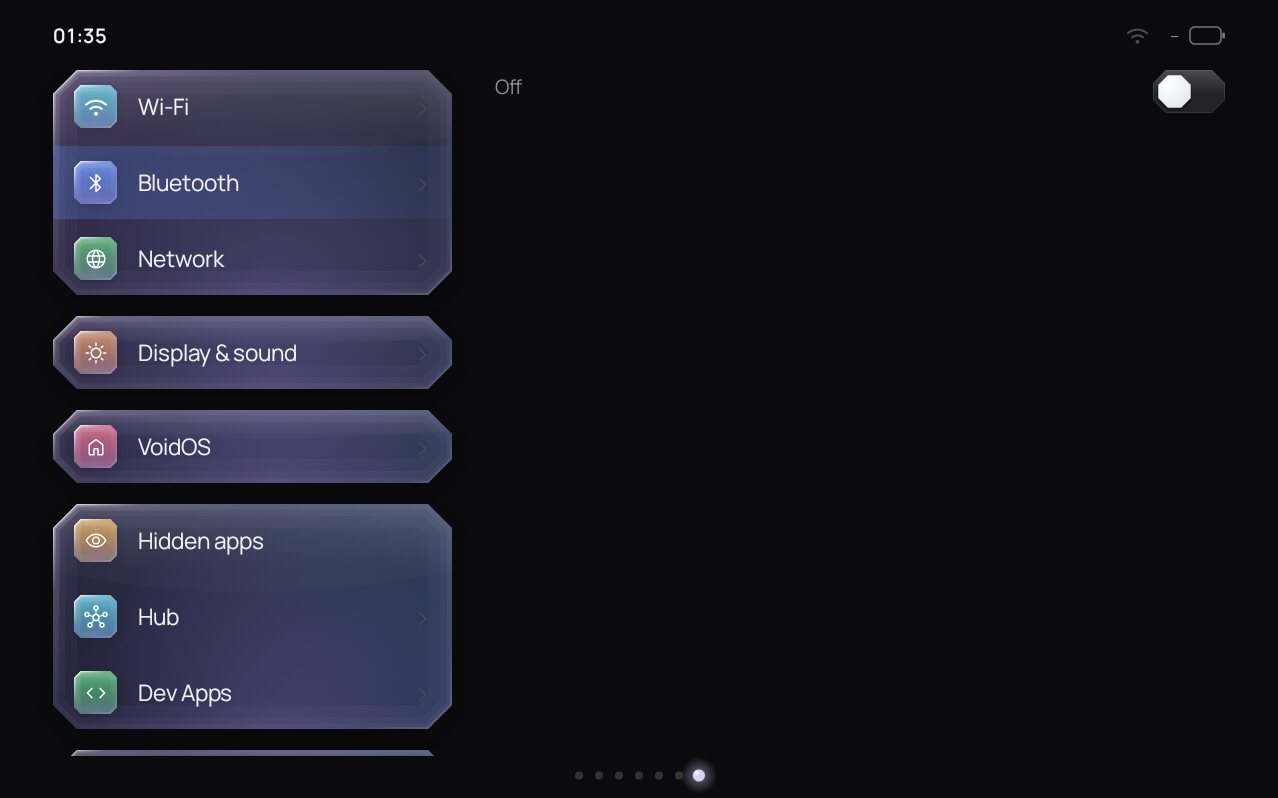 01:35
–
Wi-Fi
Off
Bluetooth
Network
Display & sound
VoidOS
Hidden apps
Hub
Dev Apps